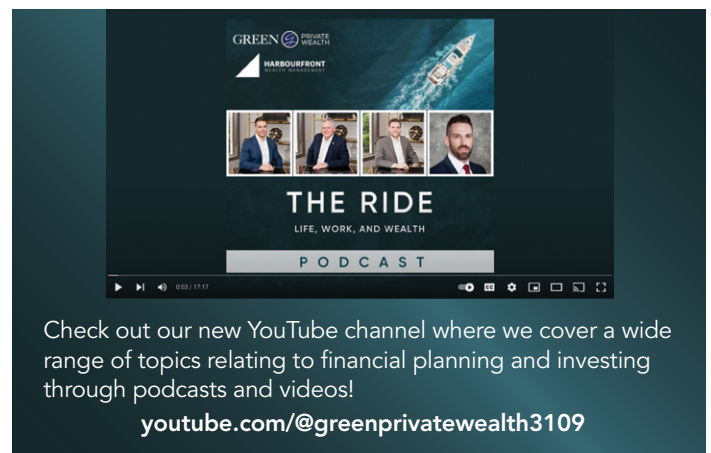 GREEN G PRIVATE WEALTH
HARBOURFRONT
WEALTH MANAGEMENT
THE RIDE
LIFE, WORK, AND WEALTH
PODCAST
0:03 / 17:17
CC
Check out our new YouTube channel where we cover a wide
range of topics relating to financial planning and investing
through podcasts and videos!
youtube.com/@greenprivatewealth3109